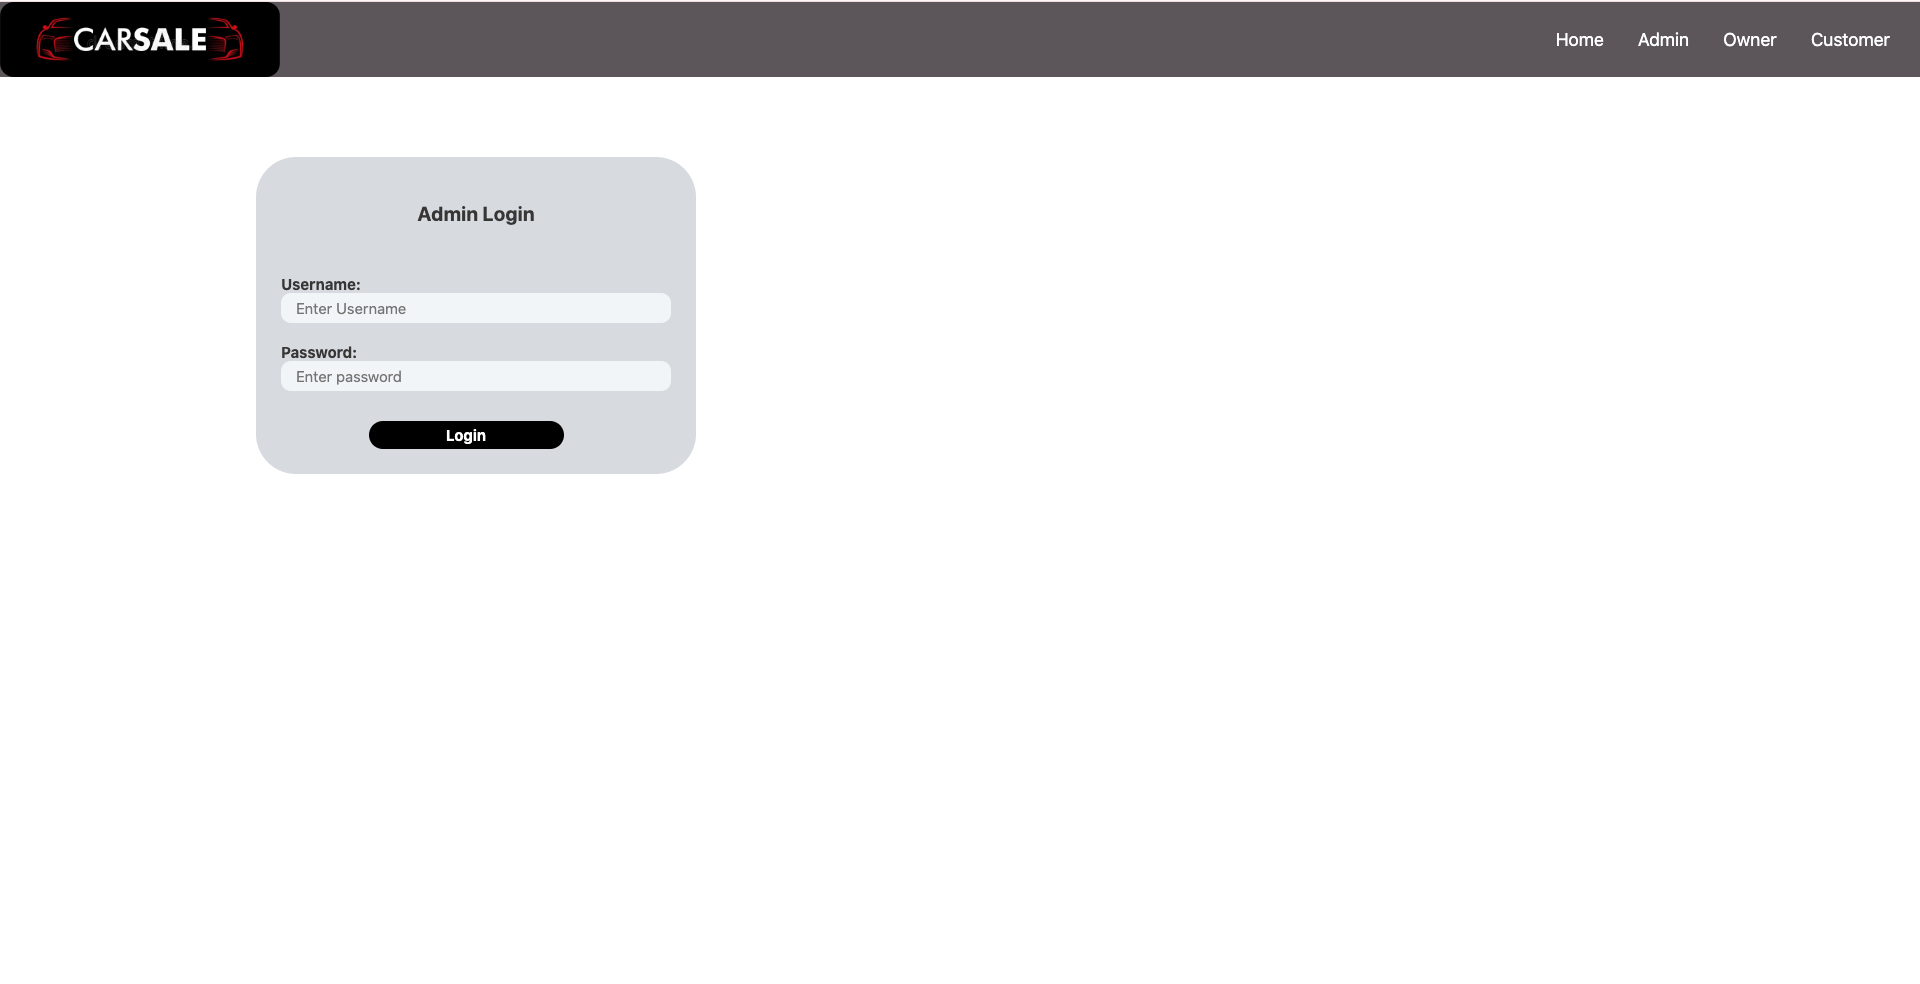 CARSALE
Home Admin Owner Customer
Admin Login
Username:
Enter Username
Password:
Enter password
Login